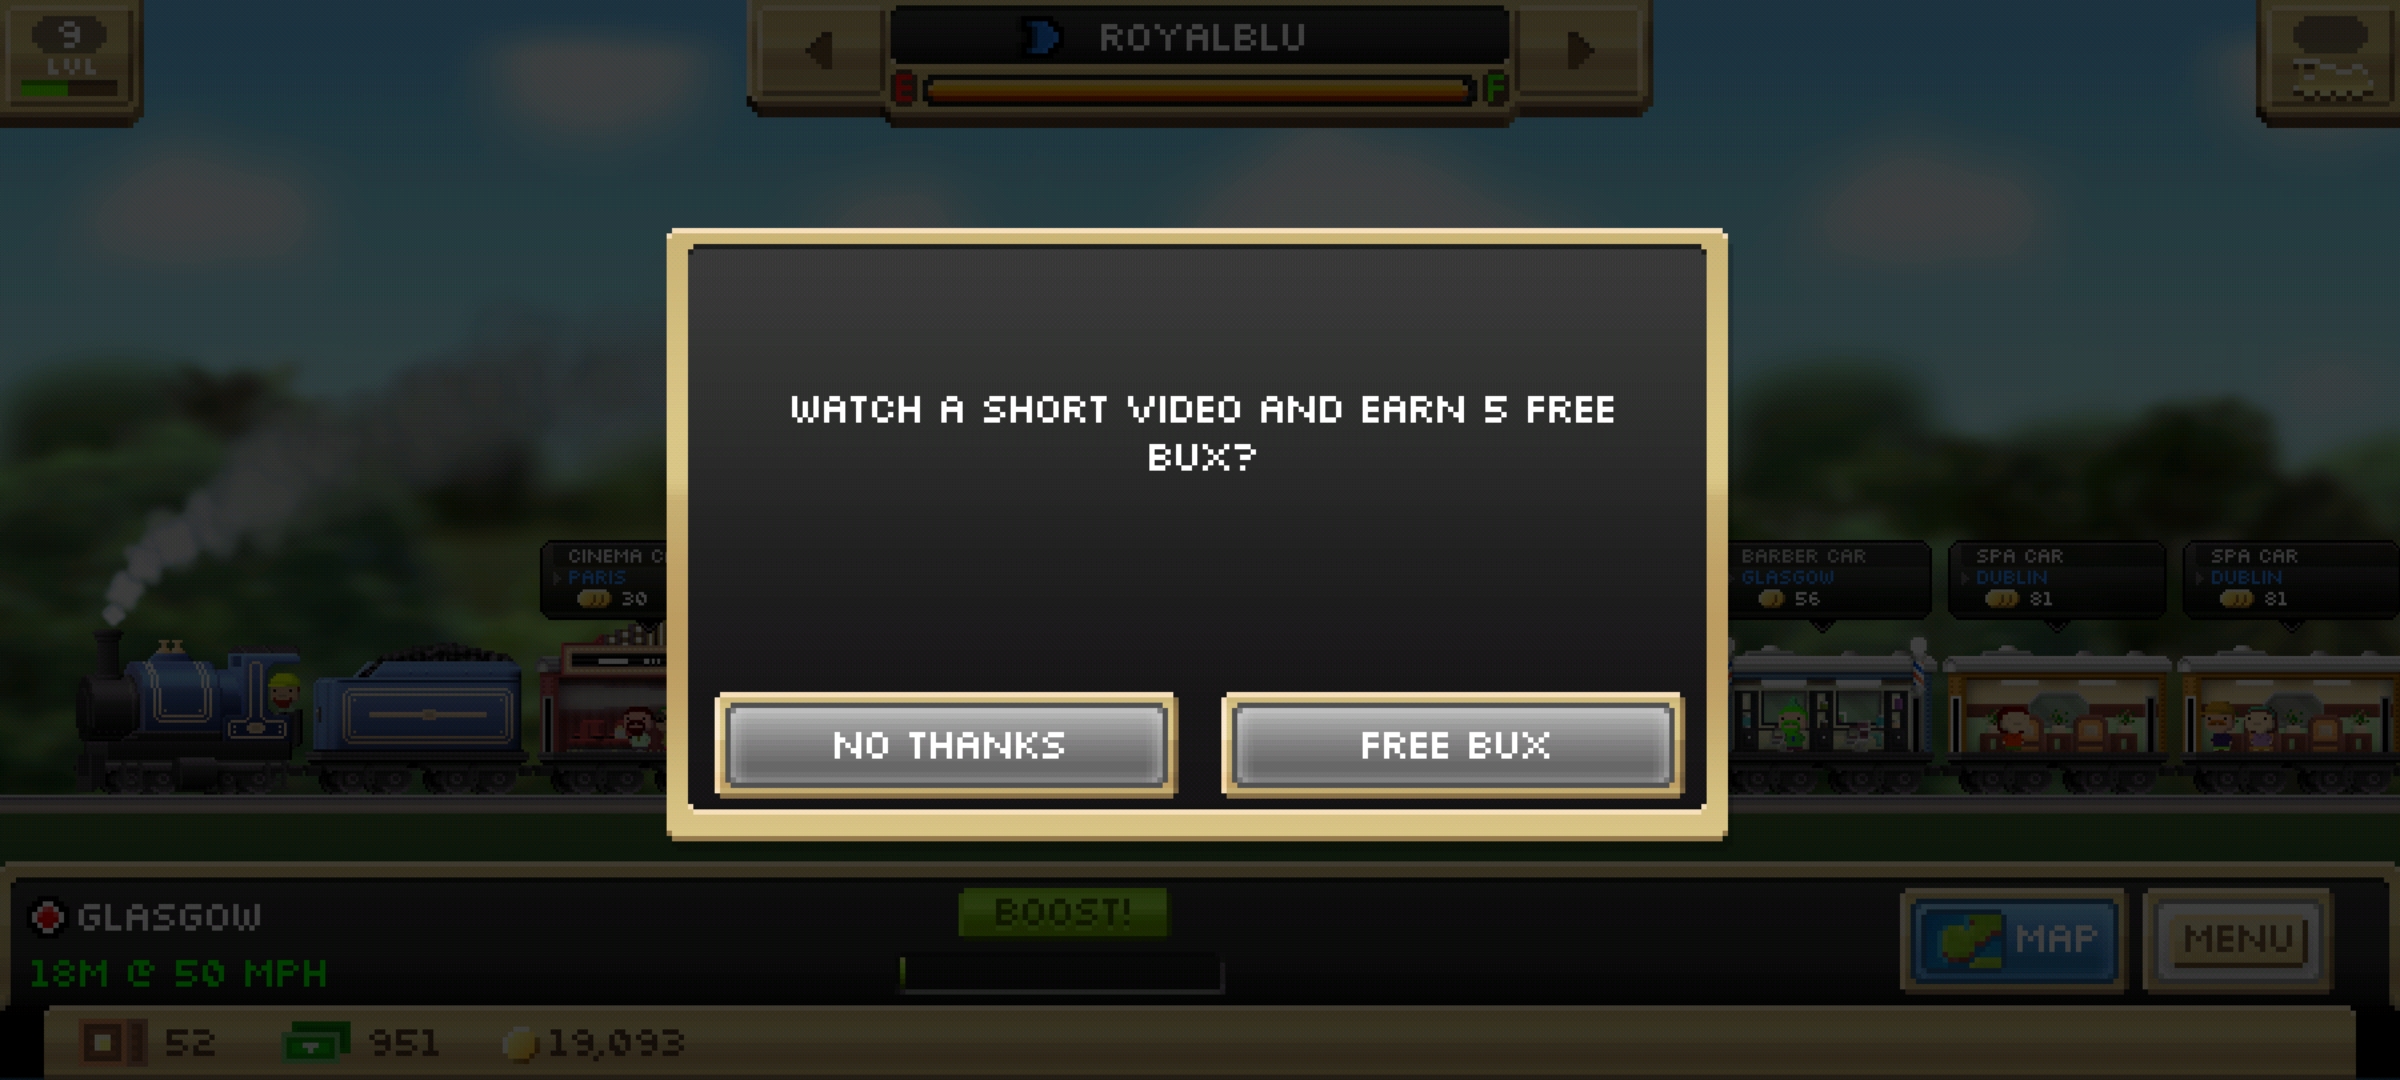 9
LVL
ROYALBLU
E F
WATCH A SHORT VIDEO AND EARN 5 FREE
BUX?
CINEMA
PARIS
30
BARBER CAR
GLASGOW
56
SPA CAR
DUBLIN
81
SPA CAR
DUBLIN
81
NO THANKS
FREE BUX
GLASGOW
18M @ 50 MPH
BOOST!
MAP
MENU
52
951
19,093